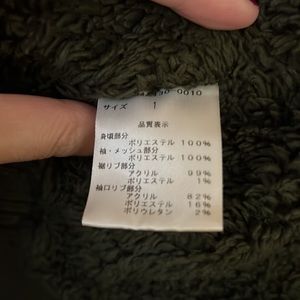 0010
サイズ 1
品質表示
身頃部分
ポリエステル 100%
袖・メッシュ部分
ポリエステル 100%
裾リブ部分
アクリル 99%
ポリエステル 1%
袖口リブ部分
アクリル 82%
ポリエステル 16%
ポリウレタン 2%